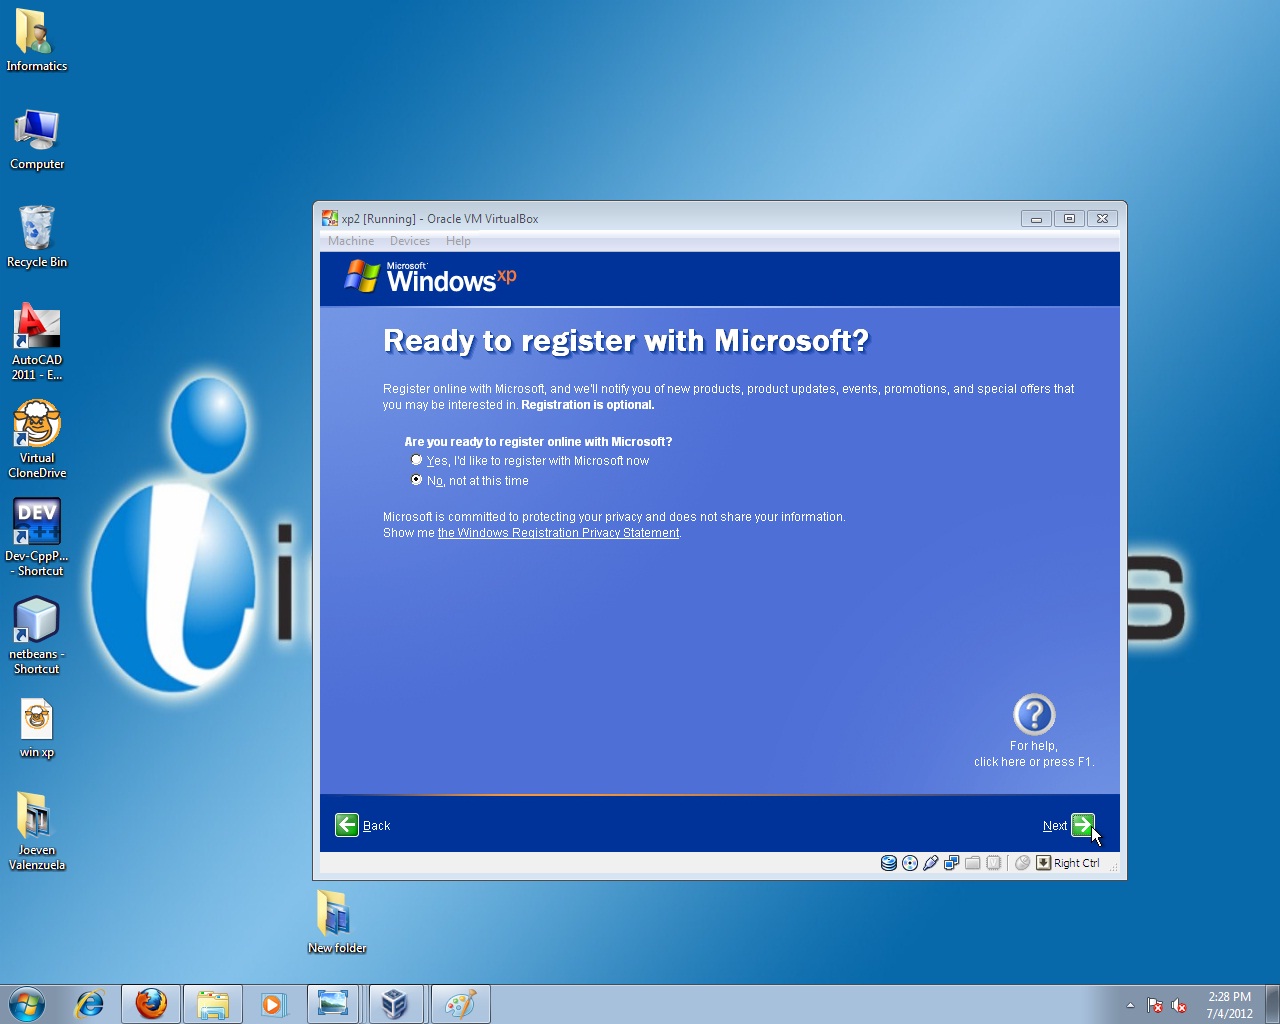 Informatics
Computer
Recycle Bin
AutoCAD
2011 - E...
Virtual
CloneDrive
DEV
C++
Dev-CppP...
- Shortcut
netbeans -
Shortcut
win xp
Joeven
Valenzuela
xp2 [Running] - Oracle VM VirtualBox
Machine Devices Help
Microsoft
Windows xp
Ready to register with Microsoft?
Register online with Microsoft, and we'll notify you of new products, product updates, events, promotions, and special offers that
you may be interested in. Registration is optional.
Are you ready to register online with Microsoft?
Yes, I'd like to register with Microsoft now
No, not at this time
Microsoft is committed to protecting your privacy and does not share your information.
Show me the Windows Registration Privacy Statement.
For help,
click here or press F1.
Back
Next
Right Ctrl
New folder
2:28 PM
7/4/2012